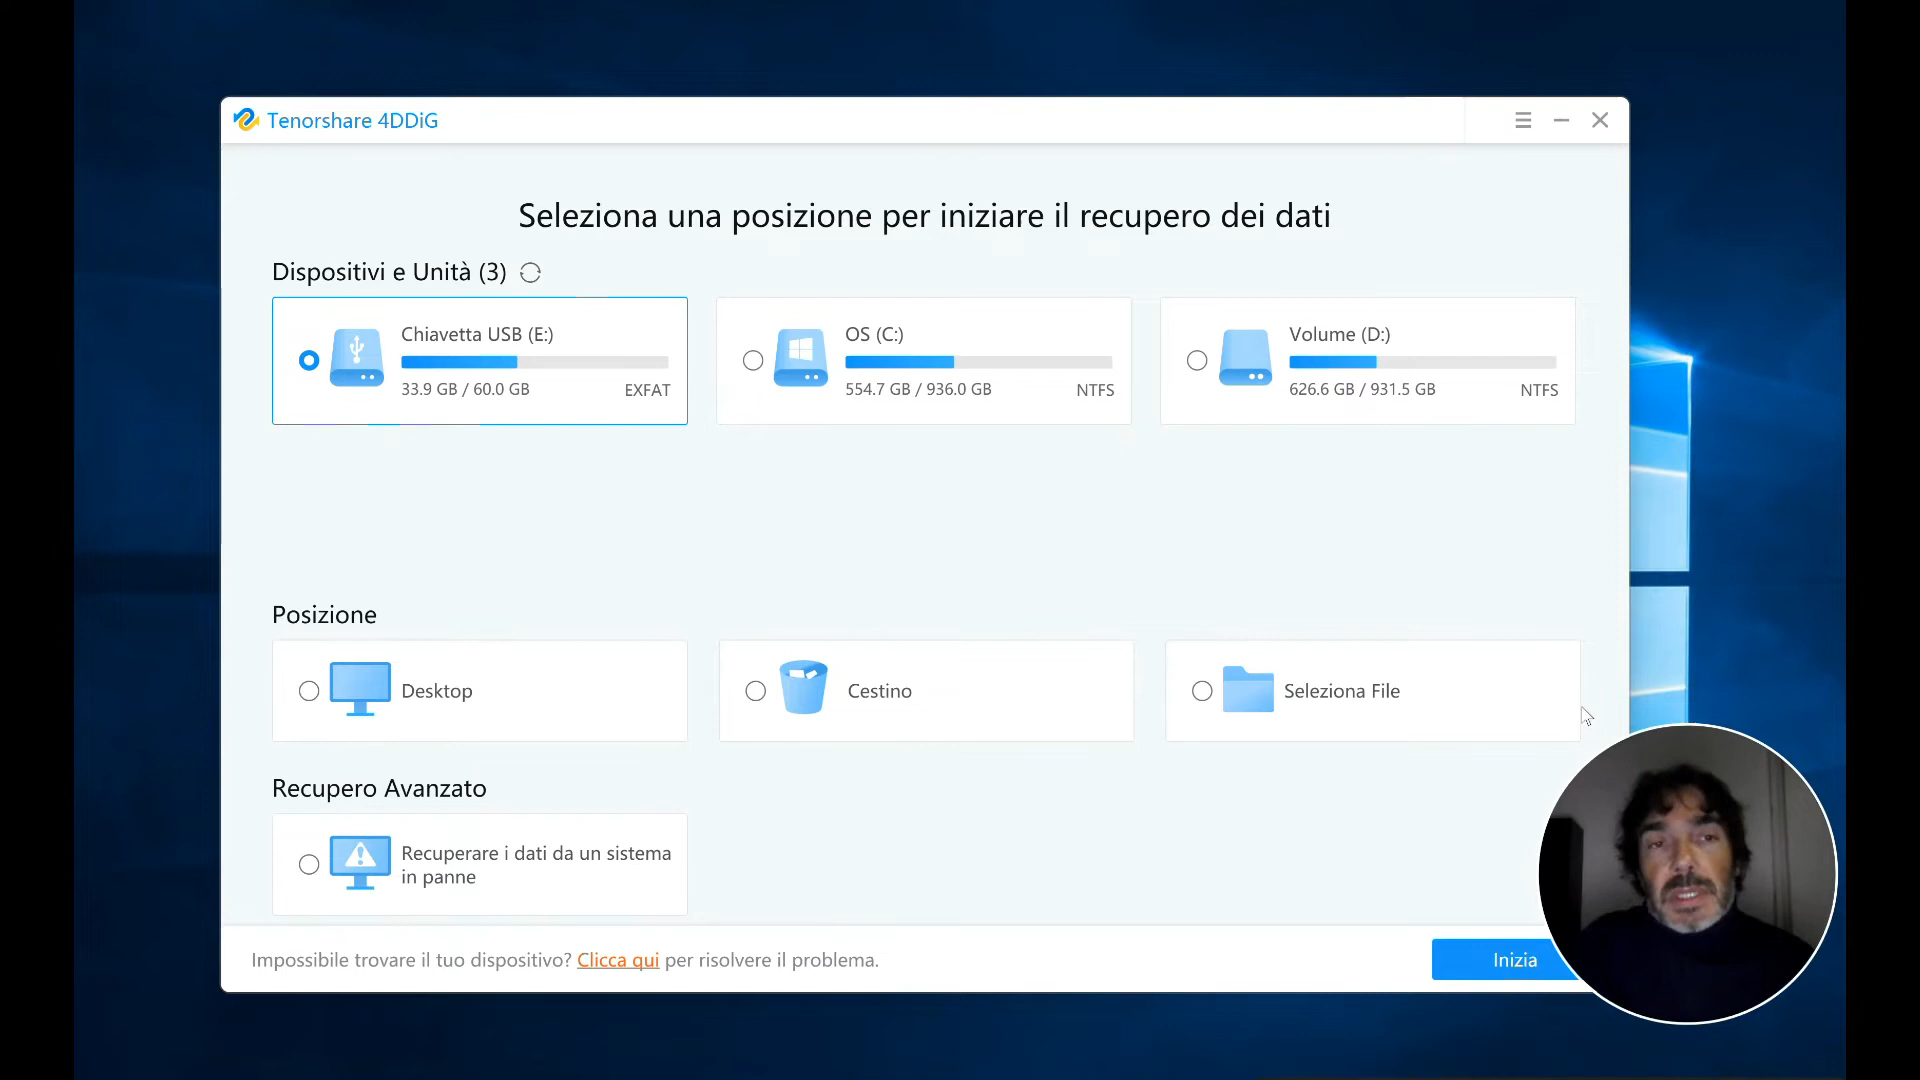 Tenorshare 4DDiG
Seleziona una posizione per iniziare il recupero dei dati
Dispositivi e Unità (3)
Chiavetta USB (E:)
33.9 GB / 60.0 GB
EXFAT
OS (C:)
554.7 GB / 936.0 GB
NTFS
Volume (D:)
626.6 GB / 931.5 GB
NTFS
Posizione
Desktop
Cestino
Seleziona File
Recupero Avanzato
Recuperare i dati da un sistema
in panne
Impossibile trovare il tuo dispositivo? Clicca qui per risolvere il problema.
Inizia